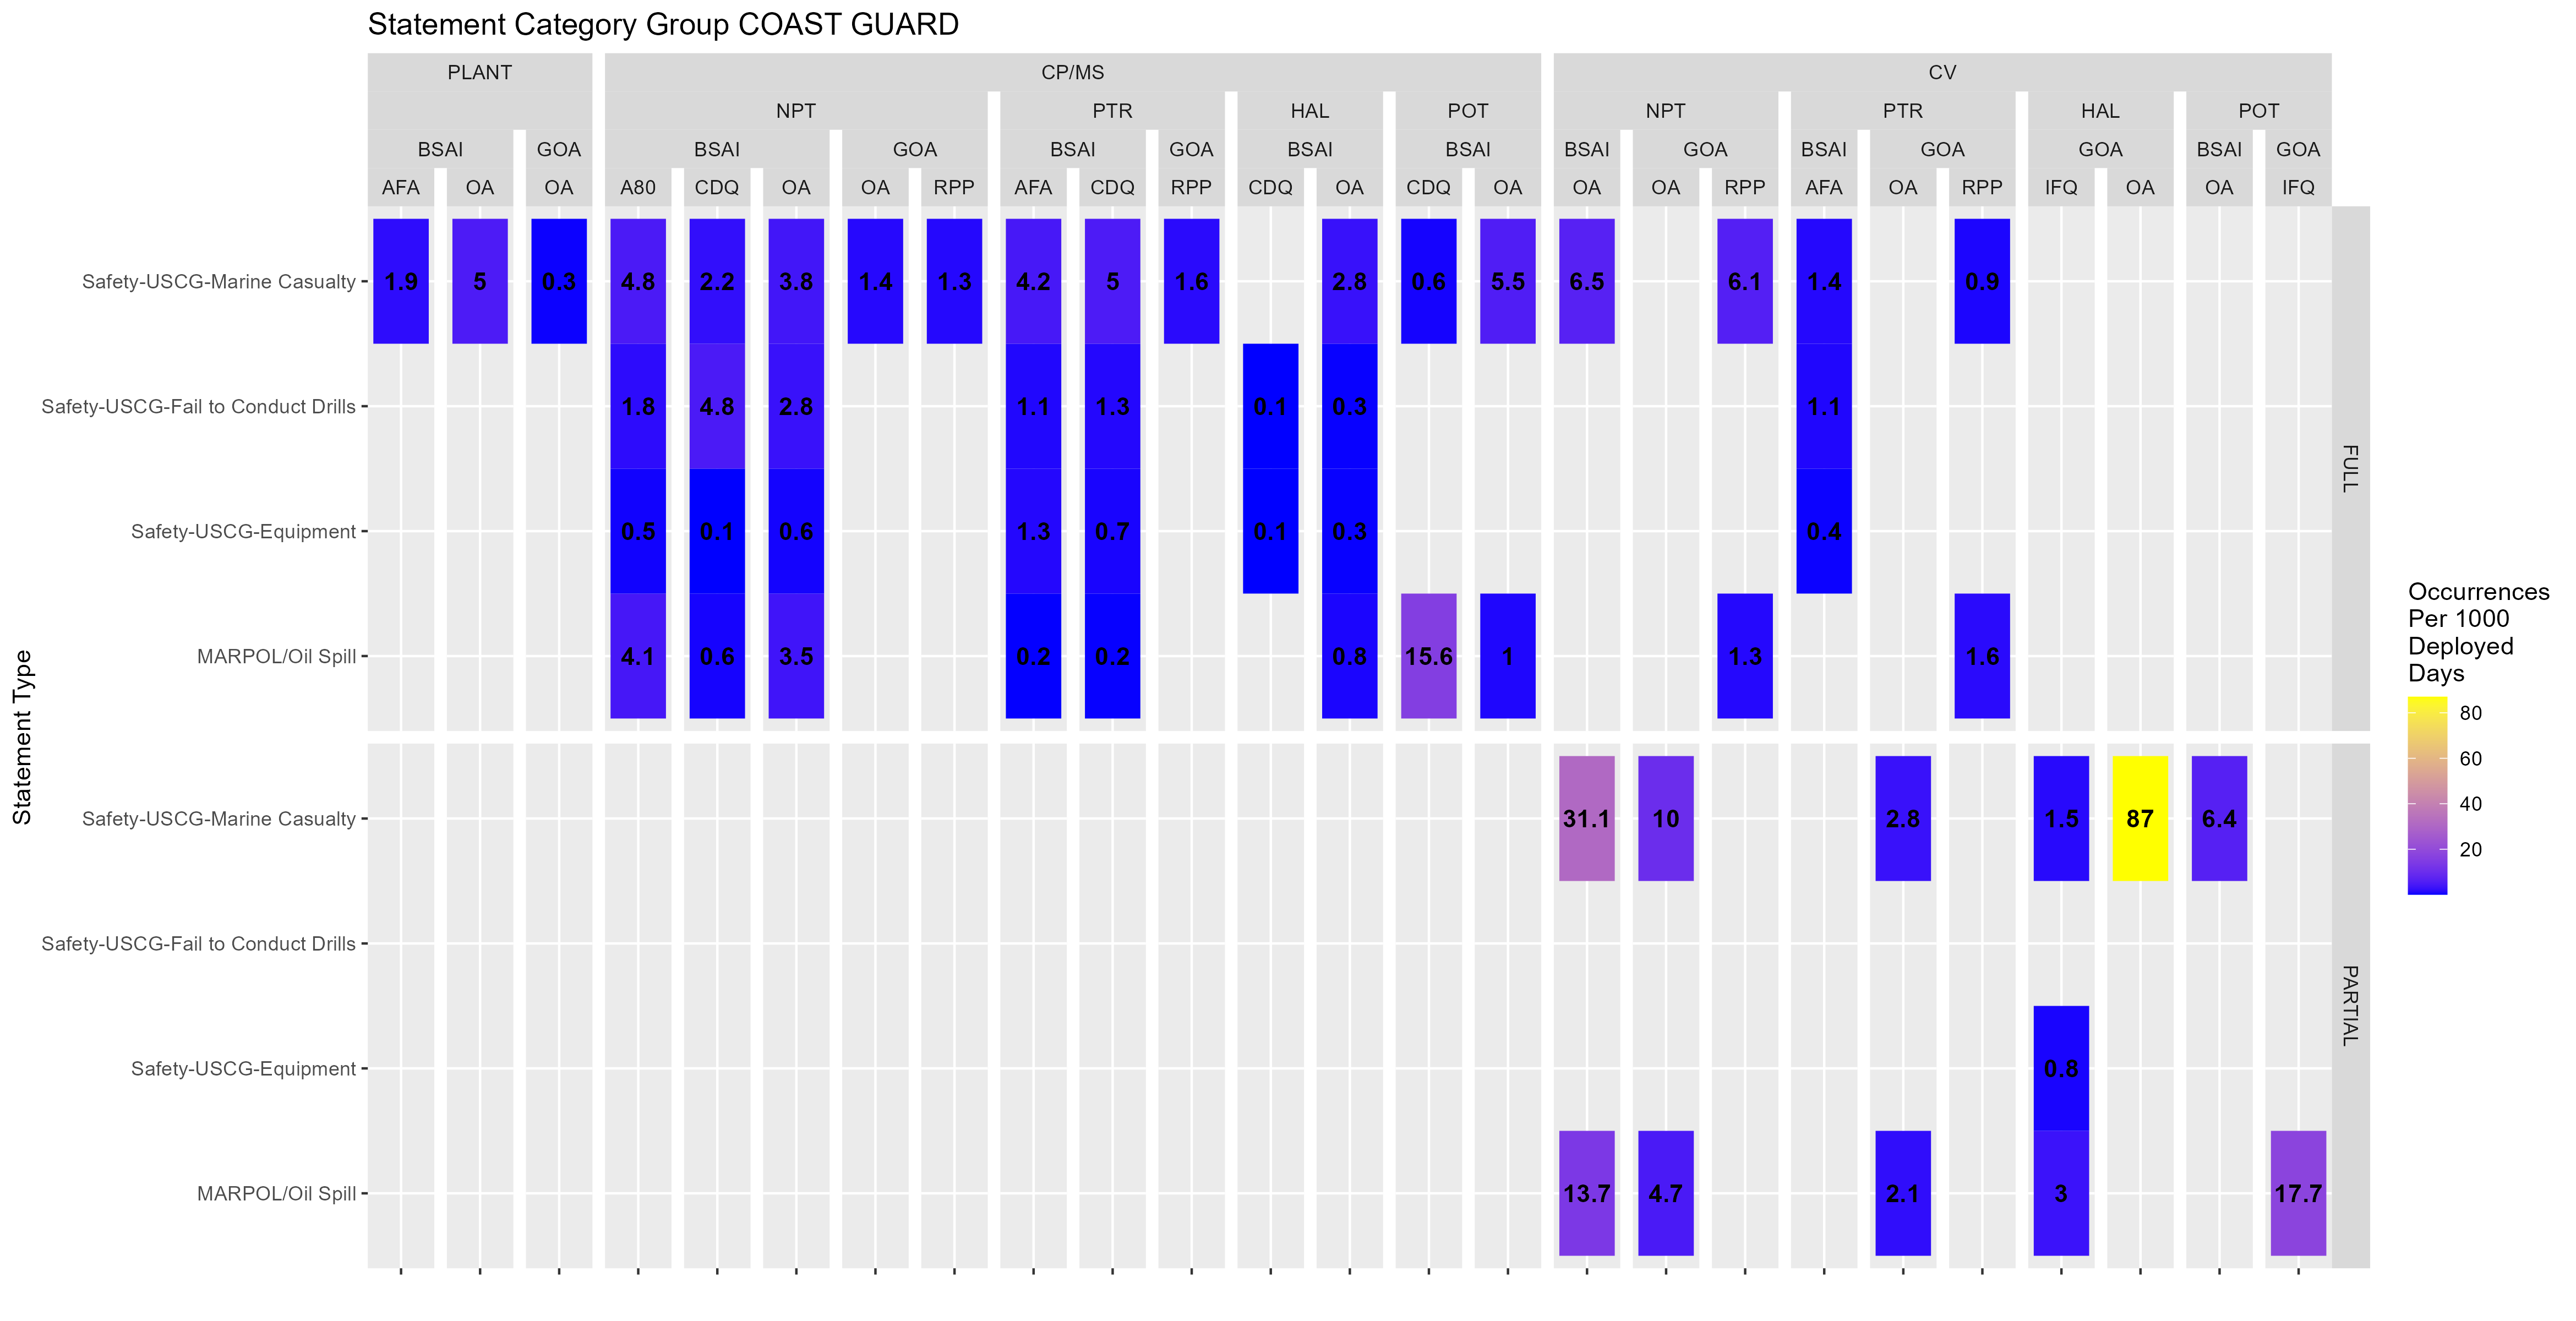 Statement Category Group COAST GUARD
PLANT CP/MS CV
NPT PTR HAL POT NPT PTR HAL POT
BSAI GOA BSAI GOA BSAI GOA BSAI BSAI BSAI GOA BSAI GOA GOA BSAI GOA
AFA OA OA A80 CDQ OA OA RPP AFA CDQ RPP CDQ OA CDQ OA OA OA RPP AFA OA RPP IFQ OA OA IFQ
Safety-USCG-Marine Casualty 1.9 5 0.3 4.8 2.2 3.8 1.4 1.3 4.2 5 1.6 2.8 0.6 5.5 6.5 6.1 1.4 0.9
Safety-USCG-Fail to Conduct Drills 1.8 4.8 2.8 1.1 1.3 0.1 0.3 1.1
Safety-USCG-Equipment 0.5 0.1 0.6 1.3 0.7 0.1 0.3 0.4
MARPOL/Oil Spill 4.1 0.6 3.5 0.2 0.2 0.8 15.6 1 1.3 1.6
FULL
Safety-USCG-Marine Casualty 31.1 10 2.8 1.5 87 6.4
Safety-USCG-Fail to Conduct Drills
Safety-USCG-Equipment 0.8
MARPOL/Oil Spill 13.7 4.7 2.1 3 17.7
PARTIAL
Statement Type
Occurrences
Per 1000
Deployed
Days
80
60
40
20